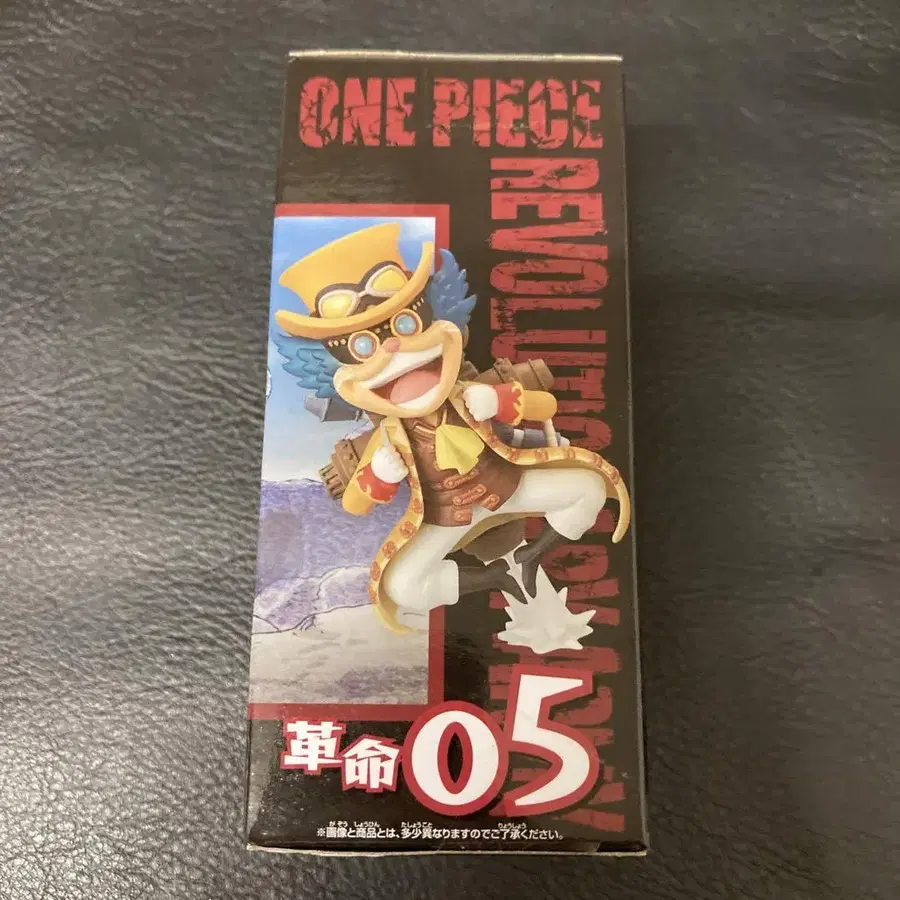 ONE PIECE
REVOLUTIONARY ARMY
革命05
※画像と商品とは、多少異なりますのでご了承ください。